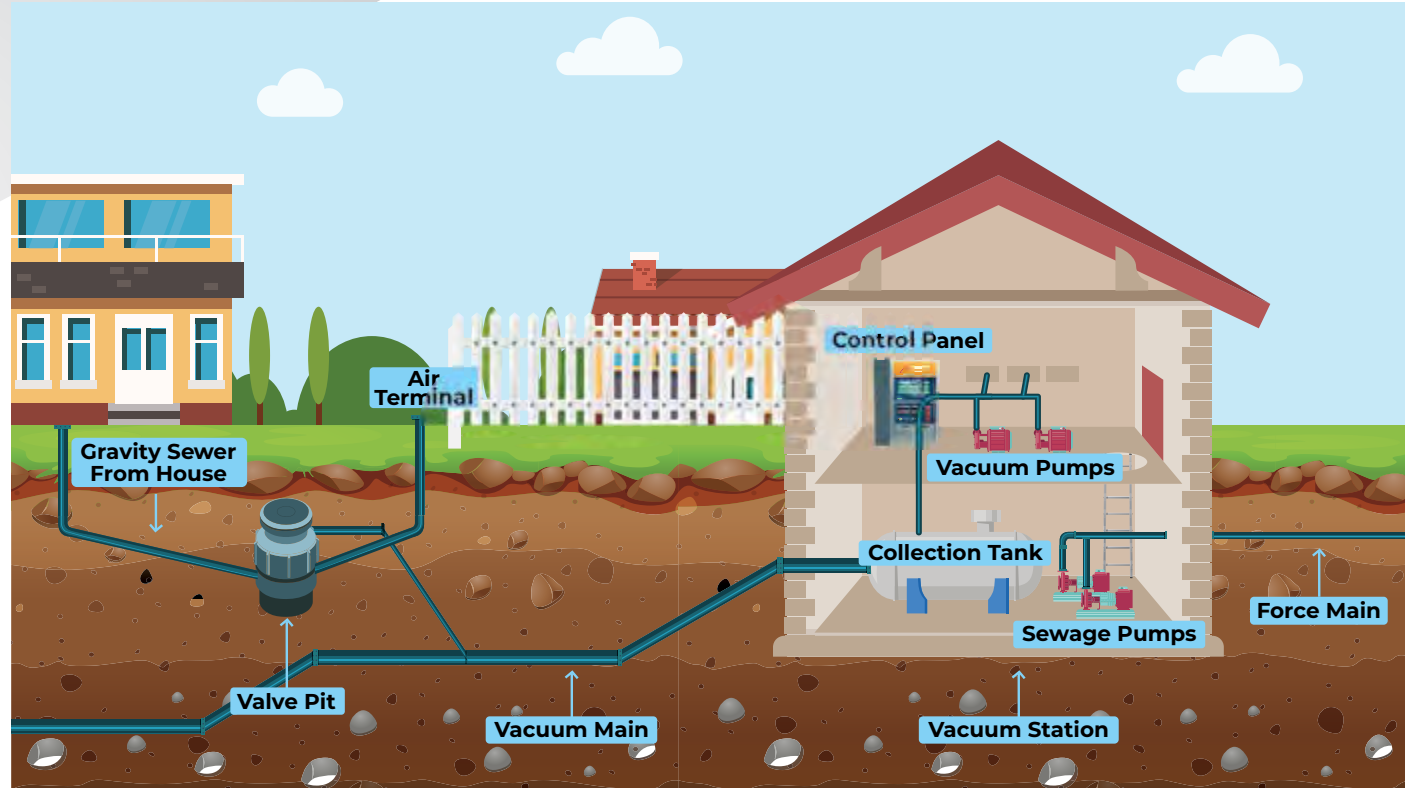 Control Panel
Air
Terminal
Gravity Sewer
From House
Vacuum Pumps
Collection Tank
Force Main
Sewage Pumps
Valve Pit
Vacuum Main
Vacuum Station